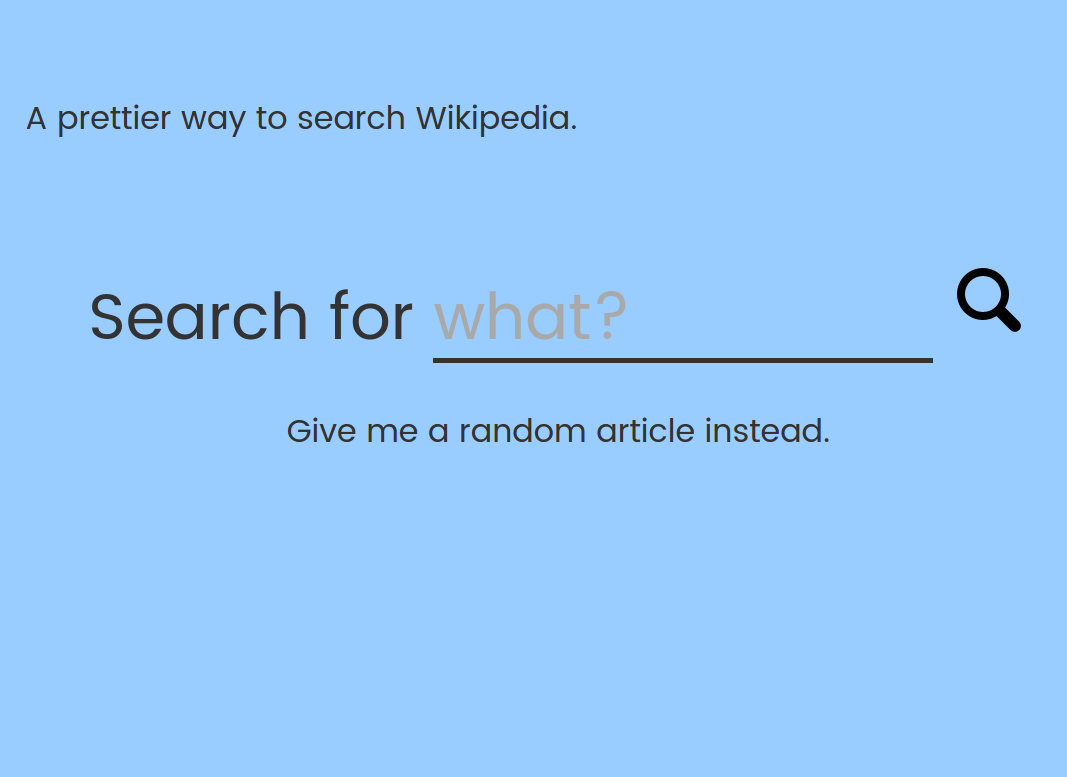 A prettier way to search Wikipedia.
Search for what?
Give me a random article instead.